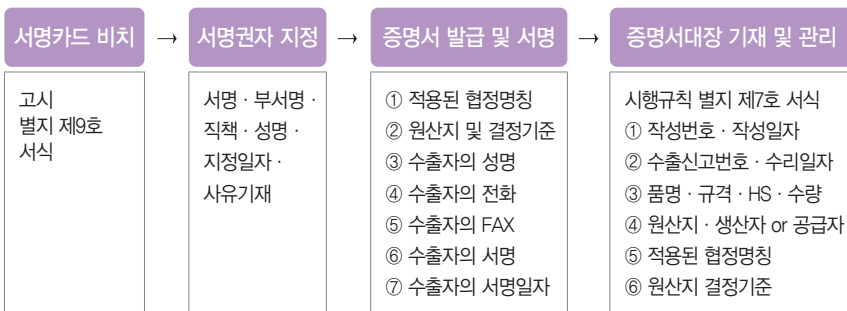 서명카드 비치 → 서명권자 지정 → 증명서 발급 및 서명 → 증명서대장 기재 및 관리
고시
별지 제9호
서식
서명 · 부서명 ·
직책 · 성명 ·
지정일자 ·
사유기재
① 적용된 협정명칭
② 원산지 및 결정기준
③ 수출자의 성명
④ 수출자의 전화
⑤ 수출자의 FAX
⑥ 수출자의 서명
⑦ 수출자의 서명일자
시행규칙 별지 제7호 서식
① 작성번호 · 작성일자
② 수출신고번호 · 수리일자
③ 품명 · 규격 · HS · 수량
④ 원산지 · 생산자 or 공급자
⑤ 적용된 협정명칭
⑥ 원산지 결정기준